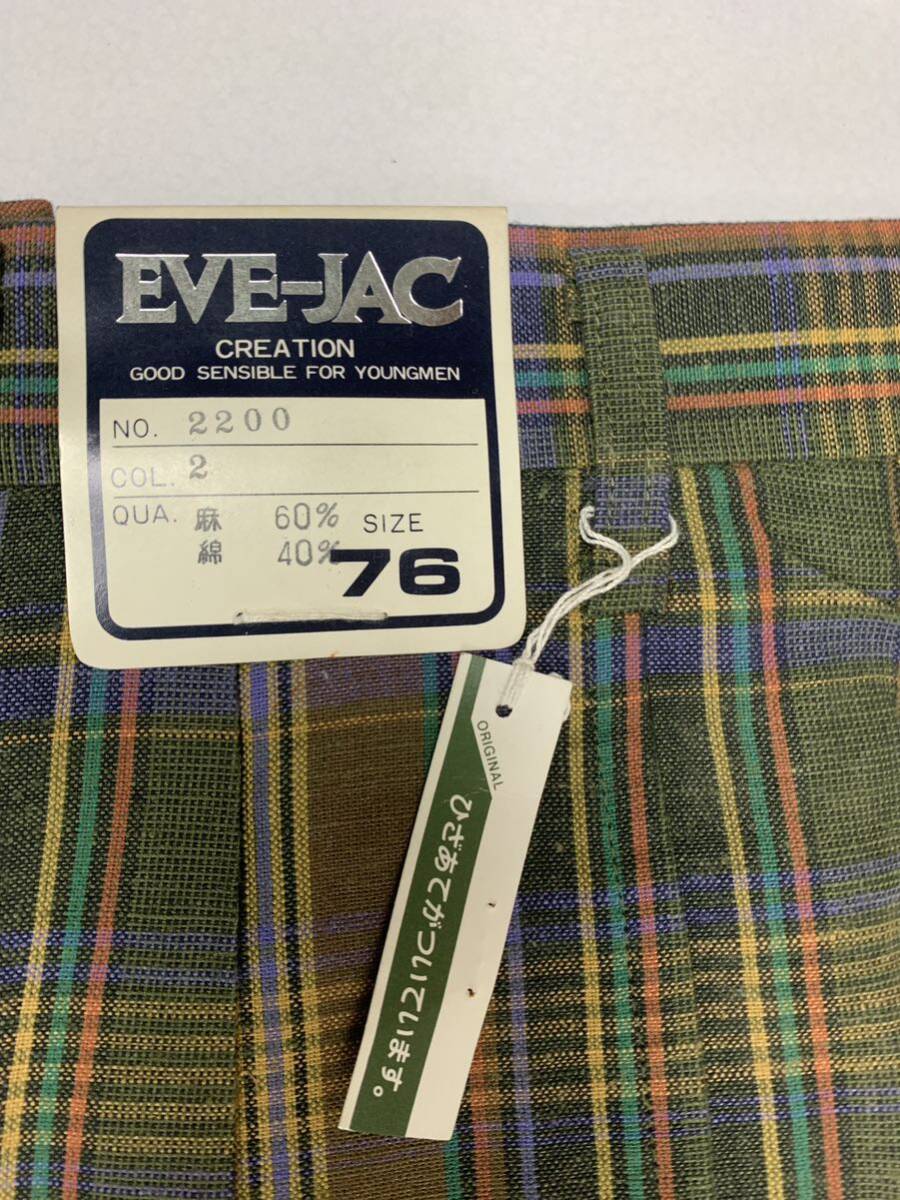 EVE-JAC
CREATION
GOOD SENSIBLE FOR YOUNGMEN
NO. 2200
COL. 2
QUA. 麻 60% SIZE
綿 40% 76
ORIGINAL
ひざあてがついています。